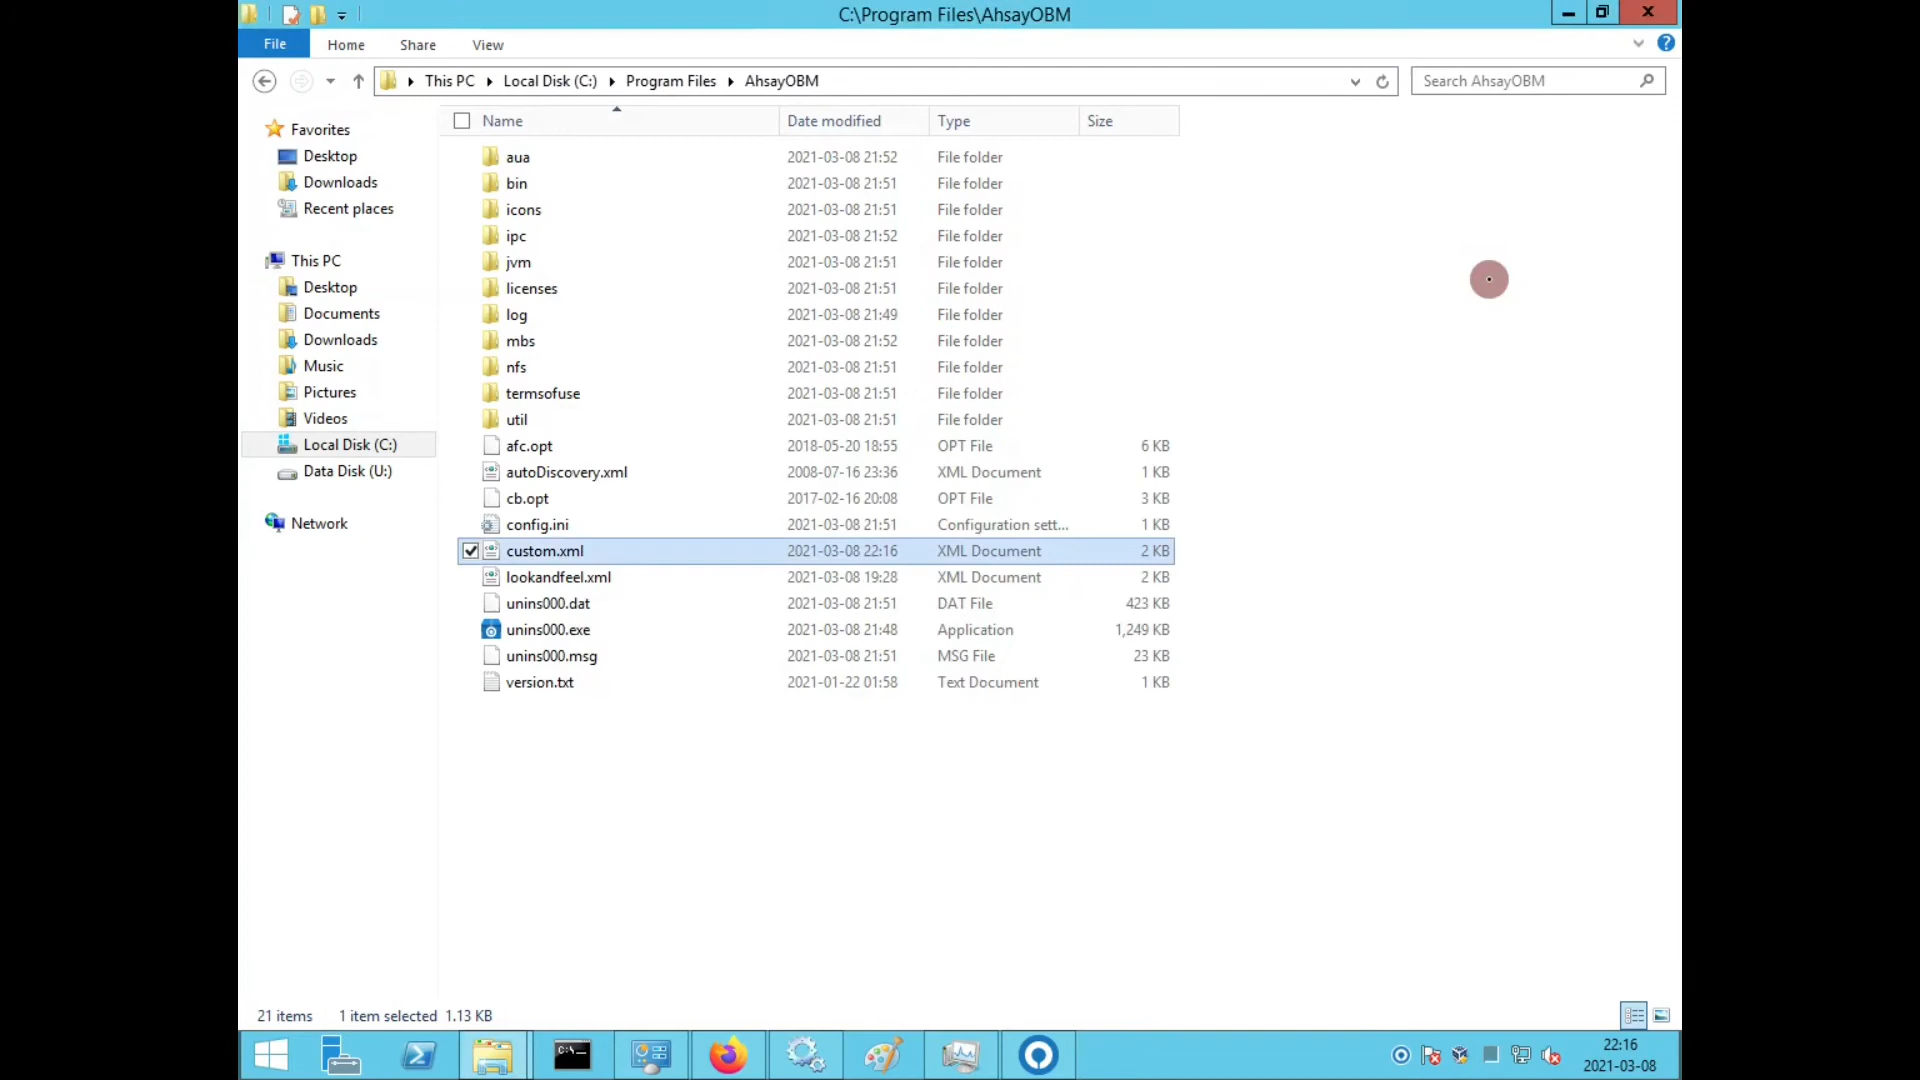 C:\Program Files\AhsayOBM
File Home Share View
This PC Local Disk (C:) Program Files AhsayOBM
Search AhsayOBM
Name Date modified Type Size
Favorites
Desktop
Downloads
Recent places
This PC
Desktop
Documents
Downloads
Music
Pictures
Videos
Local Disk (C:)
Data Disk (U:)
Network
aua 2021-03-08 21:52 File folder
bin 2021-03-08 21:51 File folder
icons 2021-03-08 21:51 File folder
ipc 2021-03-08 21:52 File folder
jvm 2021-03-08 21:51 File folder
licenses 2021-03-08 21:51 File folder
log 2021-03-08 21:49 File folder
mbs 2021-03-08 21:52 File folder
nfs 2021-03-08 21:51 File folder
termsofuse 2021-03-08 21:51 File folder
util 2021-03-08 21:51 File folder
afc.opt 2018-05-20 18:55 OPT File 6 KB
autoDiscovery.xml 2008-07-16 23:36 XML Document 1 KB
cb.opt 2017-02-16 20:08 OPT File 3 KB
config.ini 2021-03-08 21:51 Configuration sett... 1 KB
custom.xml 2021-03-08 22:16 XML Document 2 KB
lookandfeel.xml 2021-03-08 19:28 XML Document 2 KB
unins000.dat 2021-03-08 21:51 DAT File 423 KB
unins000.exe 2021-03-08 21:48 Application 1,249 KB
unins000.msg 2021-03-08 21:51 MSG File 23 KB
version.txt 2021-01-22 01:58 Text Document 1 KB
21 items 1 item selected 1.13 KB
22:16
2021-03-08